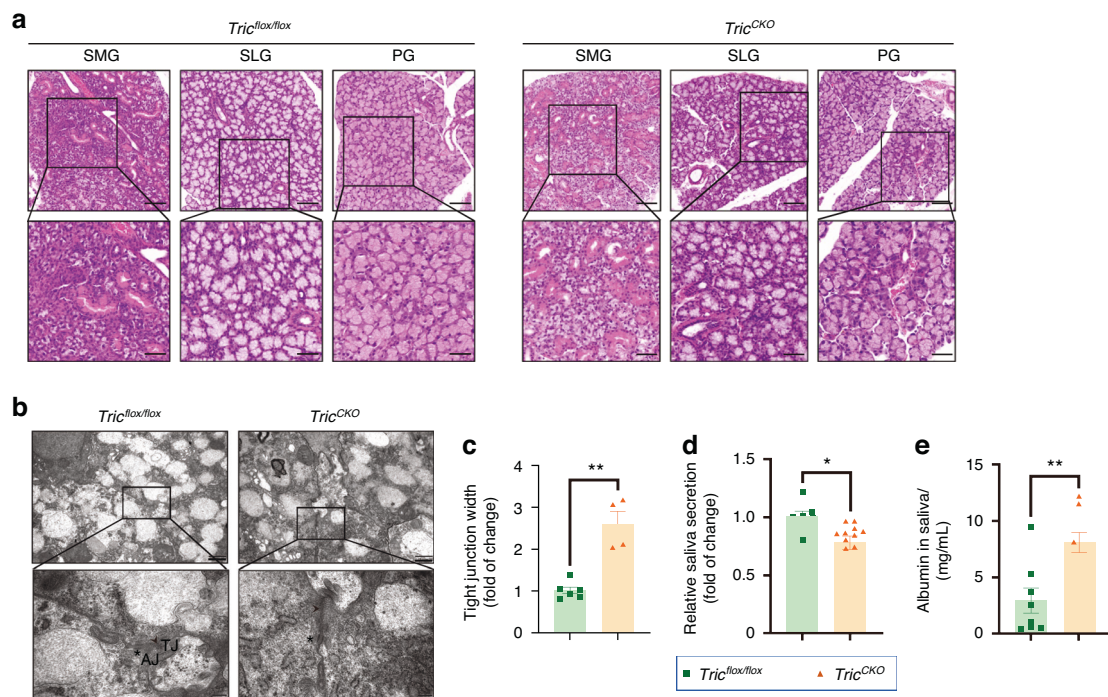 a
Tric^flox/flox
Tric^CKO
SMG SLG PG SMG SLG PG
b
Tric^flox/flox Tric^CKO
*AJ TJ
*
c
Tight junction width
(fold of change)
4
3
2
1
0
**
d
Relative saliva secretion
(fold of change)
1.5
1.0
0.5
0
*
e
Albumin in saliva/
mg/mL)
15
10
5
0
**
Tric^flox/flox Tric^CKO